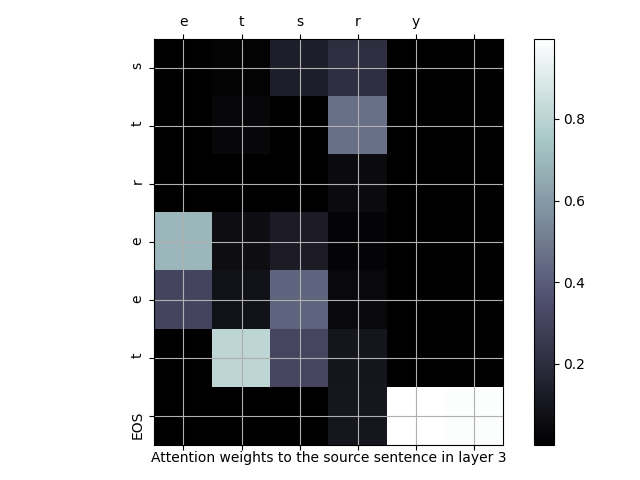 e t s r y
s
t
r
e
e
t
EOS
0.8
0.6
0.4
0.2
Attention weights to the source sentence in layer 3